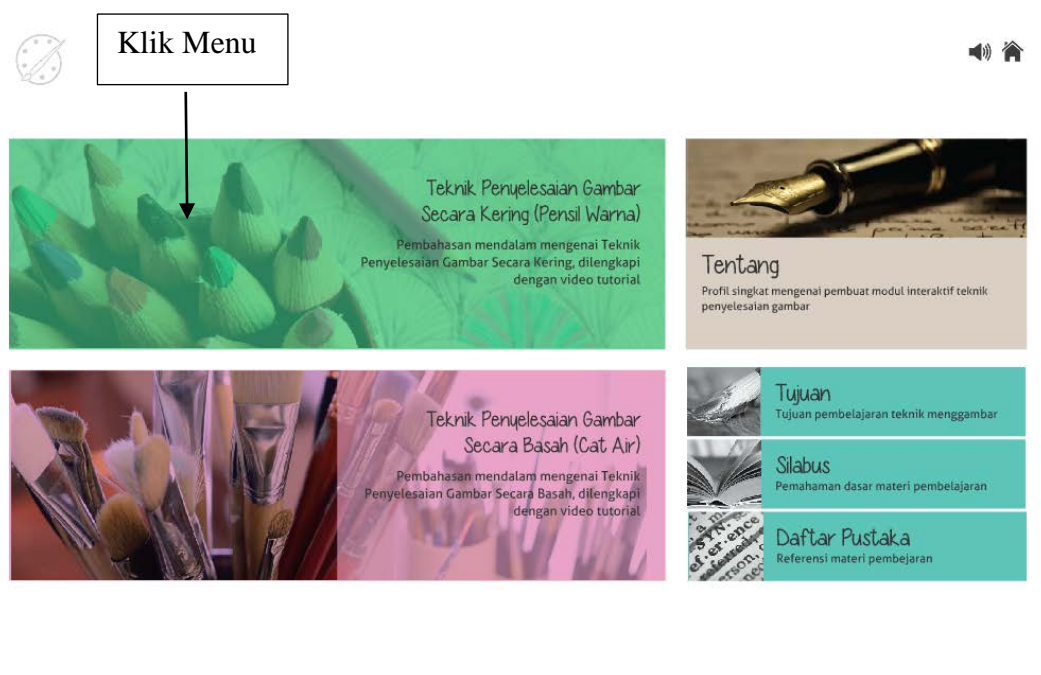 Klik Menu
Teknik Penyelesaian Gambar
Secara Kering (Pensil Warna)
Pembahasan mendalam mengenai Teknik
Penyelesaian Gambar Secara Kering, dilengkapi
dengan video tutorial
Tentang
Profil singkat mengenai pembuat modul interaktif teknik
penyelesaian gambar
Teknik Penyelesaian Gambar
Secara Basah (Cat Air)
Pembahasan mendalam mengenai Teknik
Penyelesaian Gambar Secara Basah, dilengkapi
dengan video tutorial
Tujuan
Tujuan pembelajaran teknik menggambar
Silabus
Pemahaman dasar materi pembelajaran
Daftar Pustaka
Referensi materi pembejaran